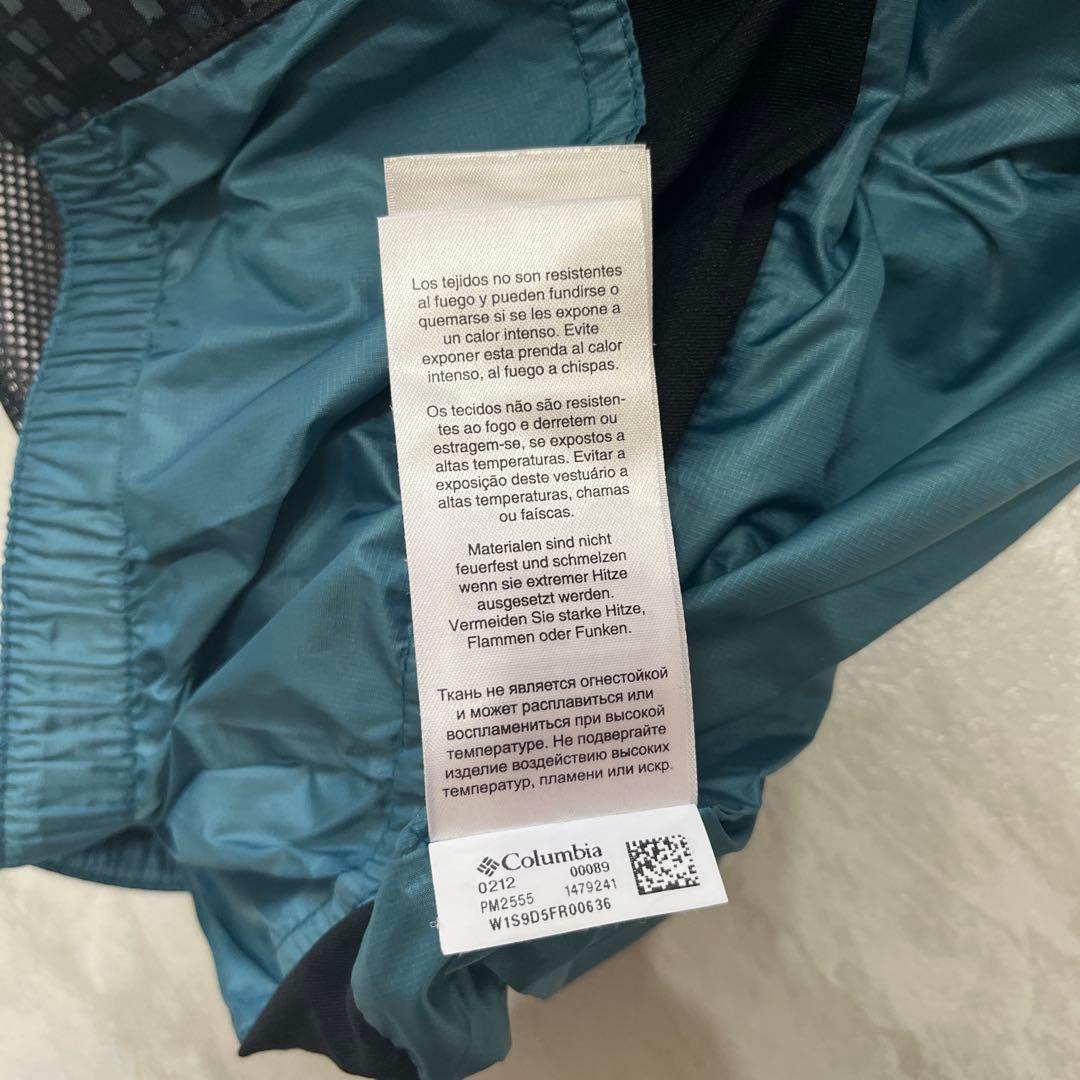 Los tejidos no son resistentes
al fuego y pueden fundirse o
quemarse si se les expone a
un calor intenso. Evite
exponer esta prenda al calor
intenso, al fuego a chispas.
Os tecidos não são resisten-
tes ao fogo e derretem ou
estragem-se, se expostos a
altas temperaturas. Evitar a
exposição deste vestuário a
altas temperaturas, chamas
ou faíscas.
Materialen sind nicht
feuerfest und schmelzen
wenn sie extremer Hitze
ausgesetzt werden.
Vermeiden Sie starke Hitze,
Flammen oder Funken.
Ткань не является огнестойкой
и может расплавиться или
воспламениться при высокой
температуре. Не подвергайте
изделие воздействию высоких
температур, пламени или искр.
Columbia
0212 00089
PM2555 1479241
W1S9D5FR00636